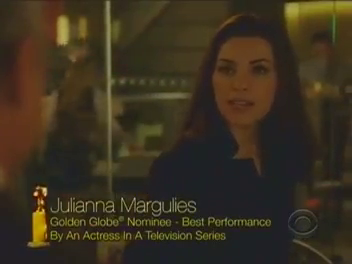 Julianna Margulies
Golden Globe® Nominee - Best Performance
By An Actress In A Television Series